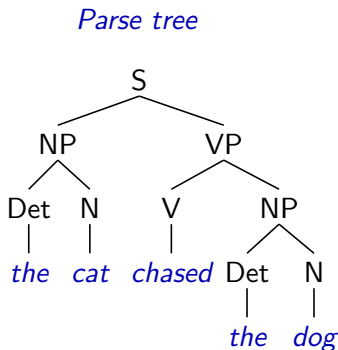 Parse tree
S
NP VP
Det N V NP
the cat chased Det N
the dog